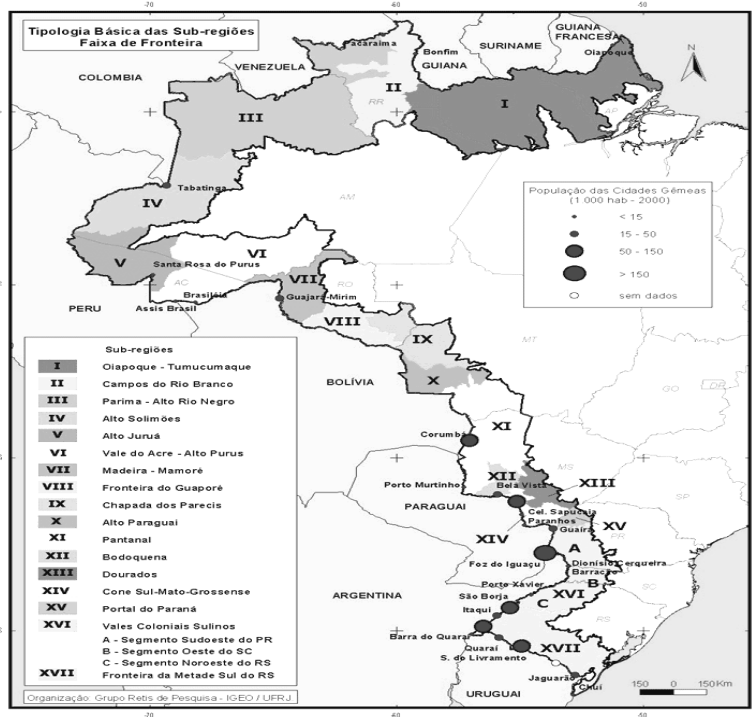 Tipologia Básica das Sub-regiões
Faixa de Fronteira
-70
-60
-50
COLOMBIA
VENEZUELA
Pacaraima
Bonfim
GUIANA
SURINAME
GUIANA
FRANCESA
Oiapoque
N
I
II
III
RR
AP
Tabatinga
IV
AM
População das Cidades Gêmeas
(1 000 hab - 2000)
< 15
15 - 50
50 - 150
> 150
sem dados
V
Santa Rosa do Purus
VI
AC
Brasiléia
Assis Brasil
PERU
VII
RO
Guajará-Mirim
VIII
IX
MT
X
BOLÍVIA
GO
DF
XI
Corumbá
XII
MS
Porto Murtinho
Bela Vista
XIII
PARAGUAI
SP
Cel. Sapucaia
Paranhos
XV
Guaíra
XIV
PR
A
Foz do Iguaçu
Dionísio Cerqueira
Barracão
B
SC
Porto Xavier
ARGENTINA
São Borja
C
XVI
Itaqui
RS
Barra do Quaraí
Quaraí
S. do Livramento
XVII
Jaguarão
Chuí
URUGUAI
150 0 150Km
Sub-regiões
I Oiapoque - Tumucumaque
II Campos do Rio Branco
III Parima - Alto Rio Negro
IV Alto Solimões
V Alto Juruá
VI Vale do Acre - Alto Purus
VII Madeira - Mamoré
VIII Fronteira do Guaporé
IX Chapada dos Parecis
X Alto Paraguai
XI Pantanal
XII Bodoquena
XIII Dourados
XIV Cone Sul-Mato-Grossense
XV Portal do Paraná
XVI Vales Coloniais Sulinos
A - Segmento Sudoeste do PR
B - Segmento Oeste do SC
C - Segmento Noroeste do RS
XVII Fronteira da Metade Sul do RS
Organização: Grupo Retis de Pesquisa - IGEO / UFRJ
-70
-60
-50